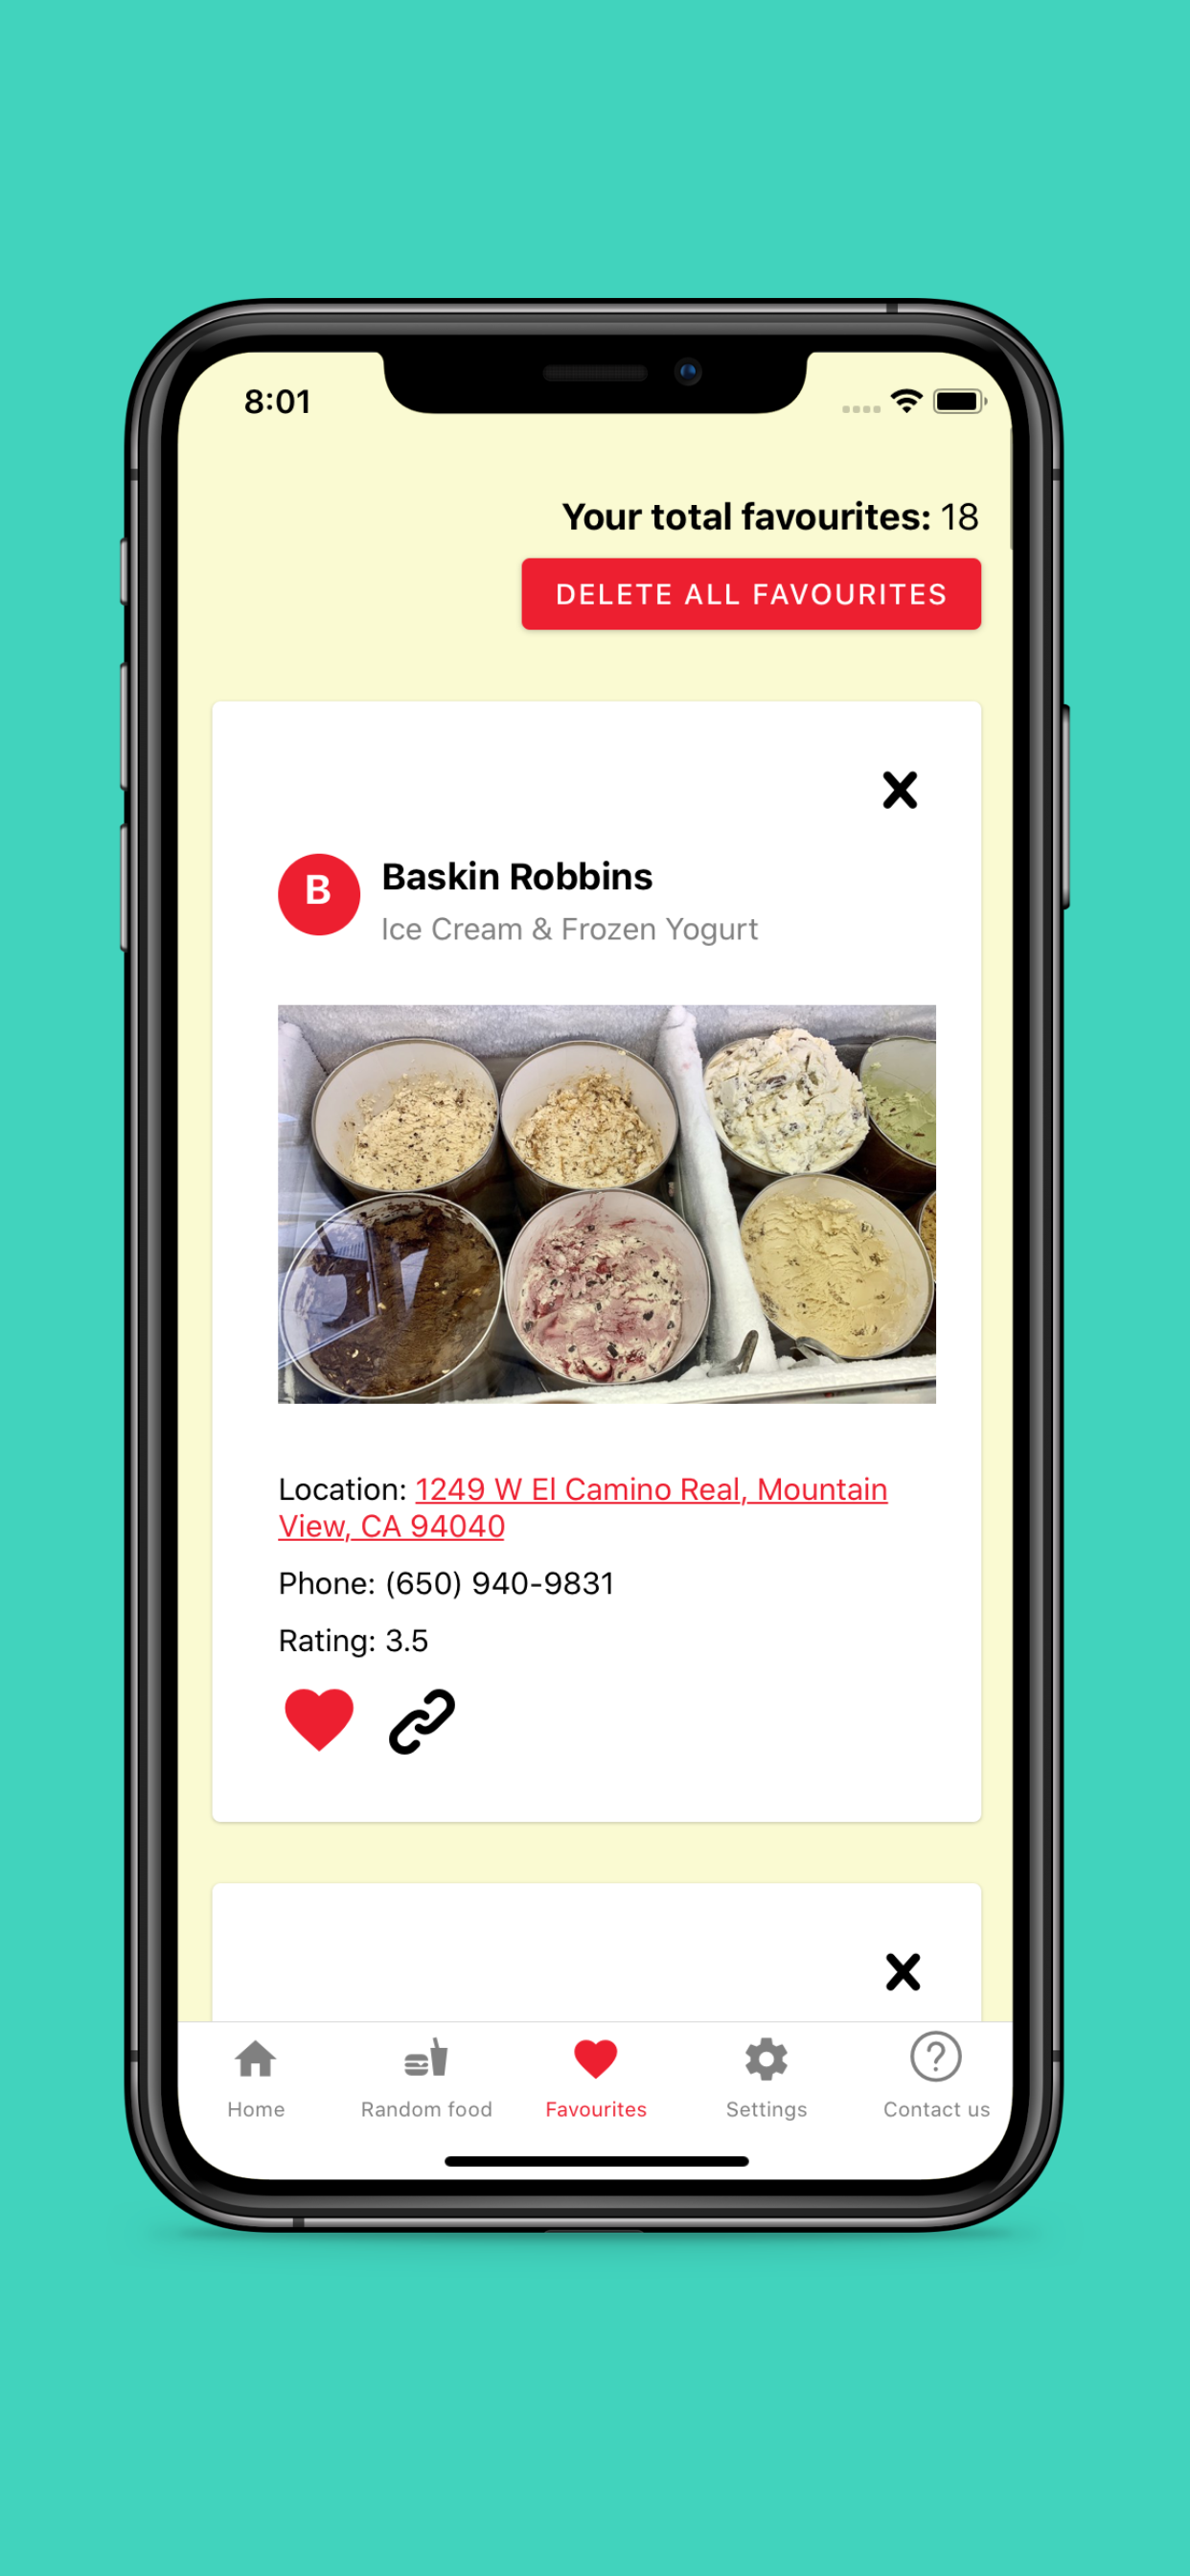 8:01
Your total favourites: 18
DELETE ALL FAVOURITES
B
Baskin Robbins
Ice Cream & Frozen Yogurt
Location: 1249 W El Camino Real, Mountain
View, CA 94040
Phone: (650) 940-9831
Rating: 3.5
Home
Random food
Favourites
Settings
Contact us